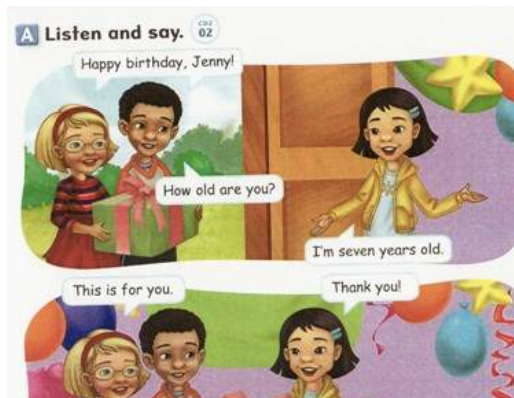 A Listen and say. CD2
02
Happy birthday, Jenny!
How old are you?
I'm seven years old.
This is for you.
Thank you!